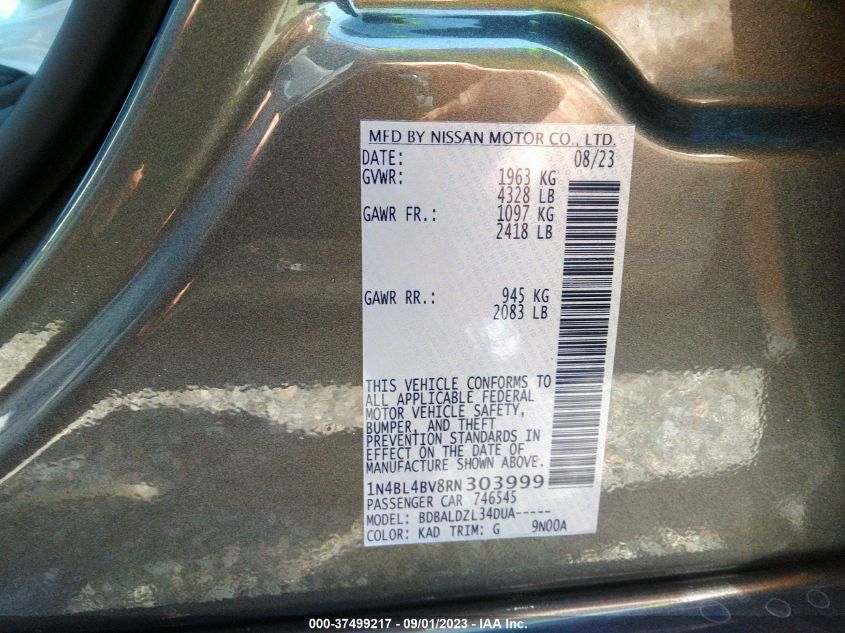 MFD BY NISSAN MOTOR CO., LTD.
DATE: 08/23
GVWR: 1963 KG
4328 LB
GAWR FR.: 1097 KG
2418 LB
GAWR RR.: 945 KG
2083 LB
THIS VEHICLE CONFORMS TO
ALL APPLICABLE FEDERAL
MOTOR VEHICLE SAFETY,
BUMPER, AND THEFT
PREVENTION STANDARDS IN
EFFECT ON THE DATE OF
MANUFACTURE SHOWN ABOVE.
1N4BL4BV8RN303999
PASSENGER CAR 746545
MODEL: BDBALDZL34DUA-----
COLOR: KAD TRIM: G 9N00A
000-37499217 - 09/01/2023 - IAA Inc.